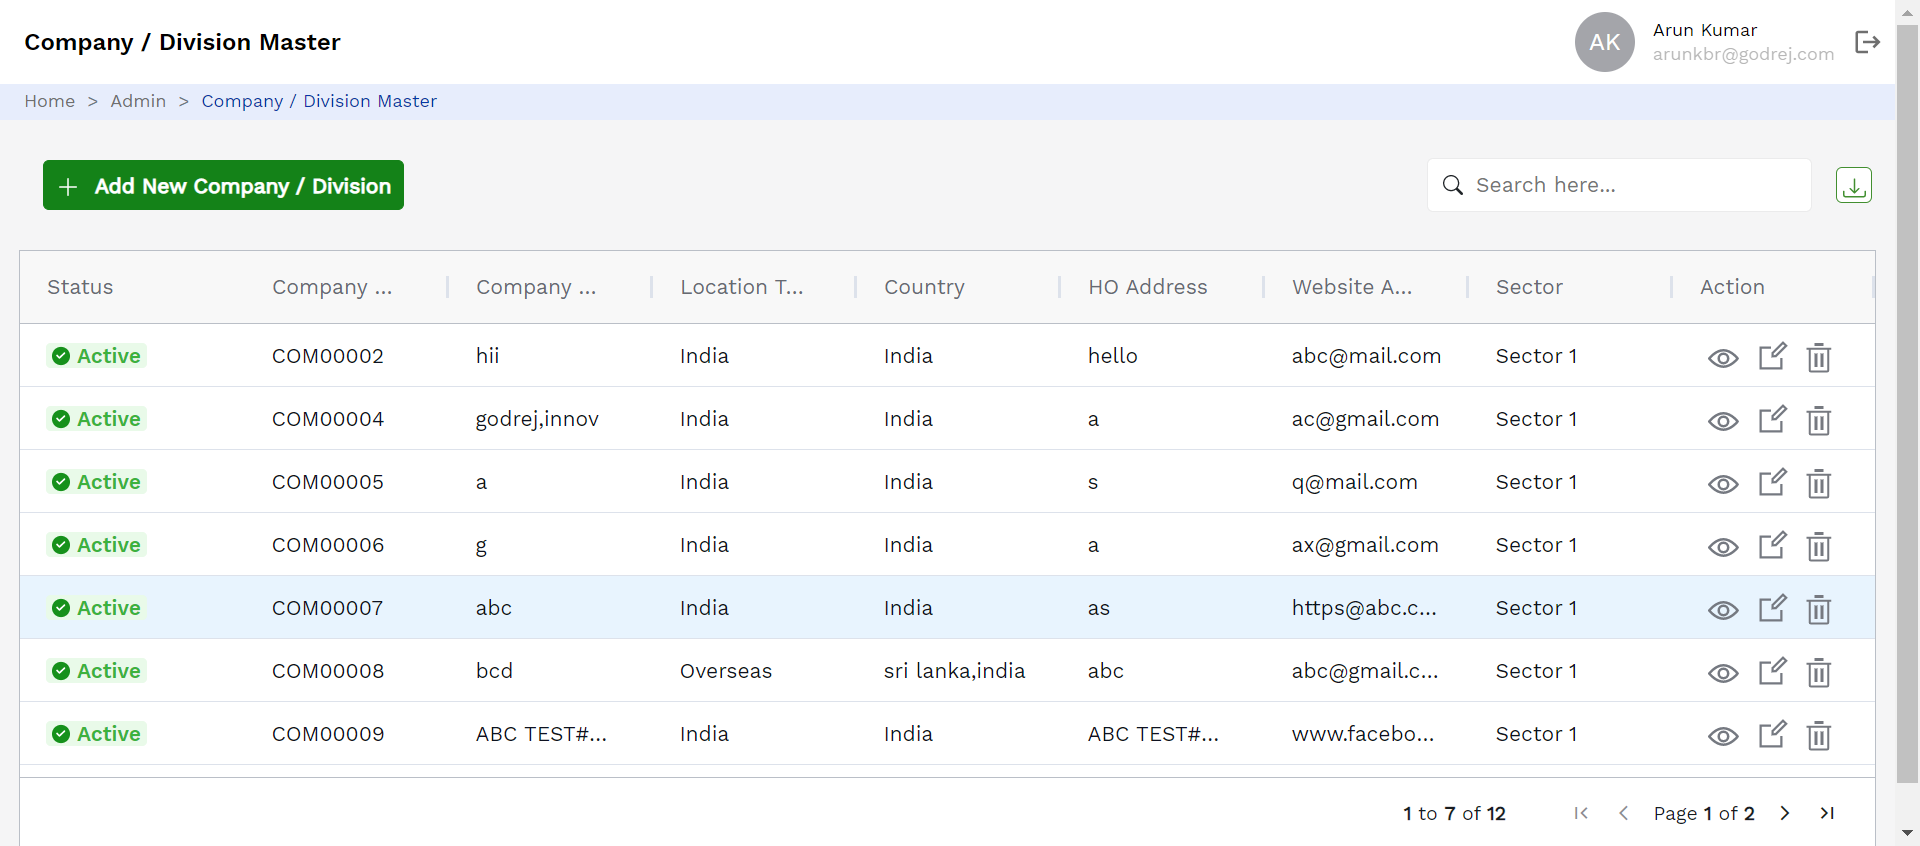 Company / Division Master
AK
Arun Kumar
arunkbr@godrej.com
Home > Admin > Company / Division Master
+ Add New Company / Division
Search here...
Status Company ... Company ... Location T... Country HO Address Website A... Sector Action
Active COM00002 hii India India hello abc@mail.com Sector 1
Active COM00004 godrej,innov India India a ac@gmail.com Sector 1
Active COM00005 a India India s q@mail.com Sector 1
Active COM00006 g India India a ax@gmail.com Sector 1
Active COM00007 abc India India as https@abc.c... Sector 1
Active COM00008 bcd Overseas sri lanka,india abc abc@gmail.c... Sector 1
Active COM00009 ABC TEST#... India India ABC TEST#... www.facebo... Sector 1
1 to 7 of 12 Page 1 of 2